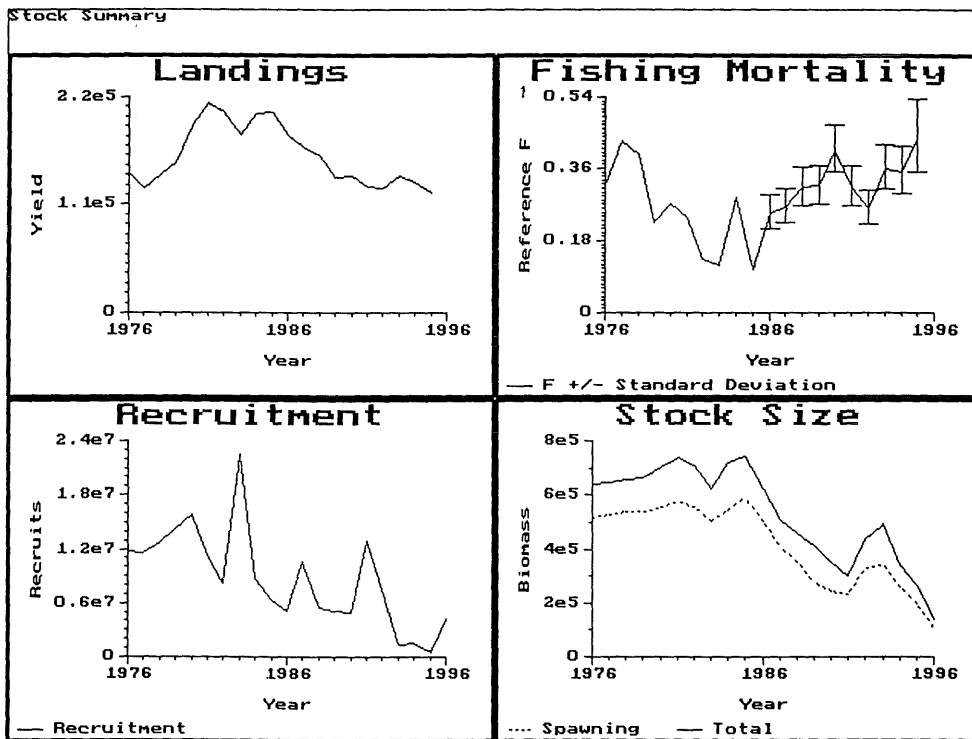 Stock Summary
Landings
2.2e5
1.1e5
0
Yield
1976 1986 1996
Year
Fishing Mortality
0.54
0.36
0.18
0
Reference F
1976 1986 1996
Year
— F +/- Standard Deviation
Recruitment
2.4e7
1.8e7
1.2e7
0.6e7
0
Recruits
1976 1986 1996
Year
— Recruitment
Stock Size
8e5
6e5
4e5
2e5
0
Biomass
1976 1986 1996
Year
---- Spawning — Total